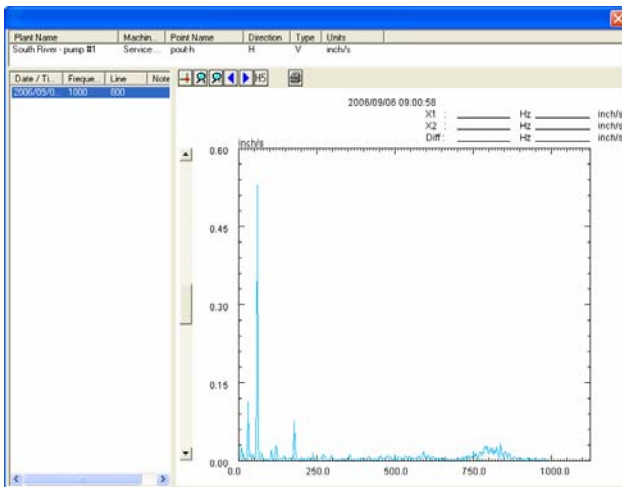 Plant Name Machin... Point Name Direction Type Units
South River - pump #1 Service ... pout-h H V inch/s
Date / Ti... Freque... Line Note
2006/09/0... 1000 800
H5
2006/09/06 09:00:58
X1 : Hz inch/s
X2 : Hz inch/s
Diff : Hz inch/s
inch/s
0.60
0.45
0.30
0.15
0.00
0.0 250.0 500.0 750.0 1000.0